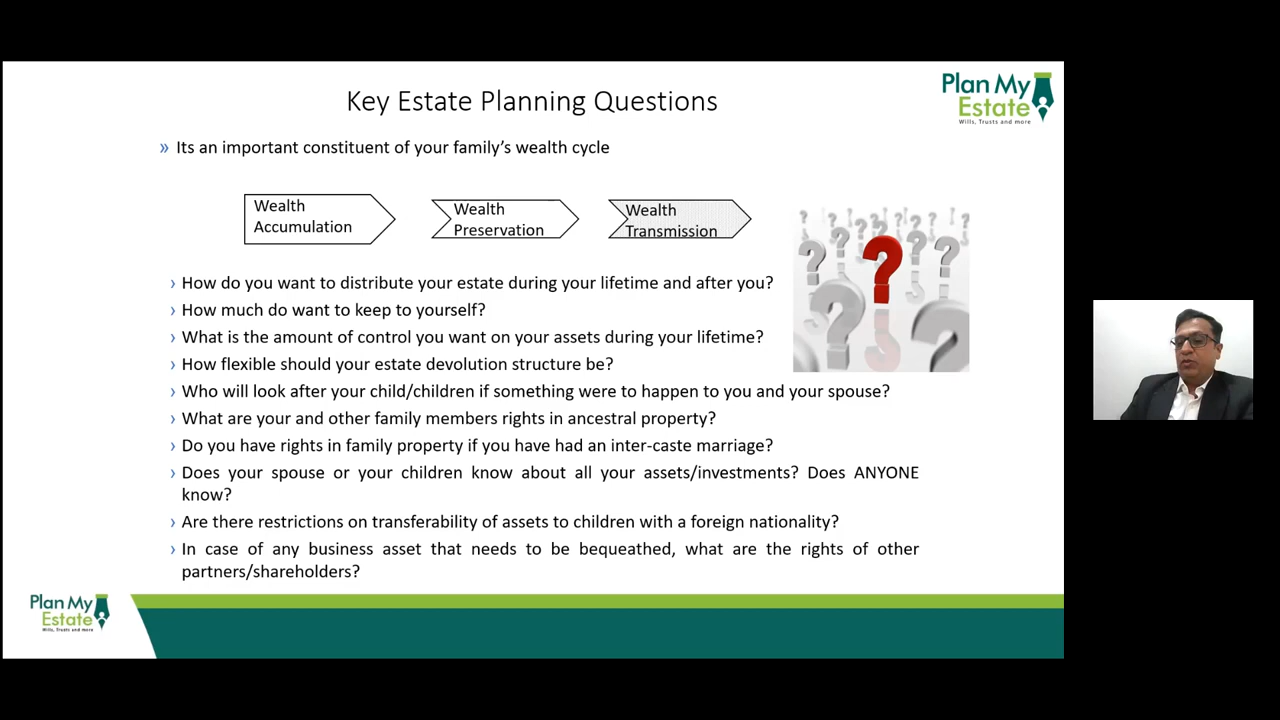 Key Estate Planning Questions
Plan My
Estate
Wills, Trusts and more
» Its an important constituent of your family's wealth cycle
Wealth
Accumulation
Wealth
Preservation
Wealth
Transmission
› How do you want to distribute your estate during your lifetime and after you?
› How much do want to keep to yourself?
› What is the amount of control you want on your assets during your lifetime?
› How flexible should your estate devolution structure be?
› Who will look after your child/children if something were to happen to you and your spouse?
› What are your and other family members rights in ancestral property?
› Do you have rights in family property if you have had an inter-caste marriage?
› Does your spouse or your children know about all your assets/investments? Does ANYONE
know?
› Are there restrictions on transferability of assets to children with a foreign nationality?
› In case of any business asset that needs to be bequeathed, what are the rights of other
partners/shareholders?
Plan My
Estate
Wills, Trusts and more